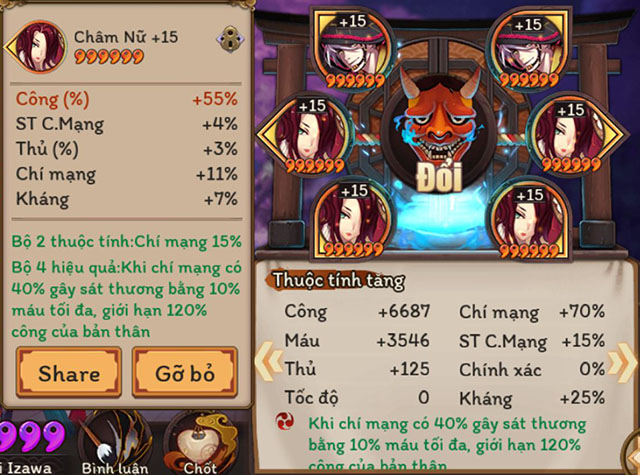 Châm Nữ +15
Công (%) +55%
ST C.Mạng +4%
Thủ (%) +3%
Chí mạng +11%
Kháng +7%
Bộ 2 thuộc tính:Chí mạng 15%
Bộ 4 hiệu quả:Khi chí mạng có
40% gây sát thương bằng 10%
máu tối đa, giới hạn 120%
công của bản thân
Share Gỡ bỏ
i Izawa Bình luận Chốt
+15 +15
+15 +15
Đổi
+15 +15
Thuộc tính tăng
Công +6687 Chí mạng +70%
Máu +3546 ST C.Mạng +15%
Thủ +125 Chính xác 0%
Tốc độ 0 Kháng +25%
Khi chí mạng có 40% gây sát thương
bằng 10% máu tối đa, giới hạn 120%
công của bản thân